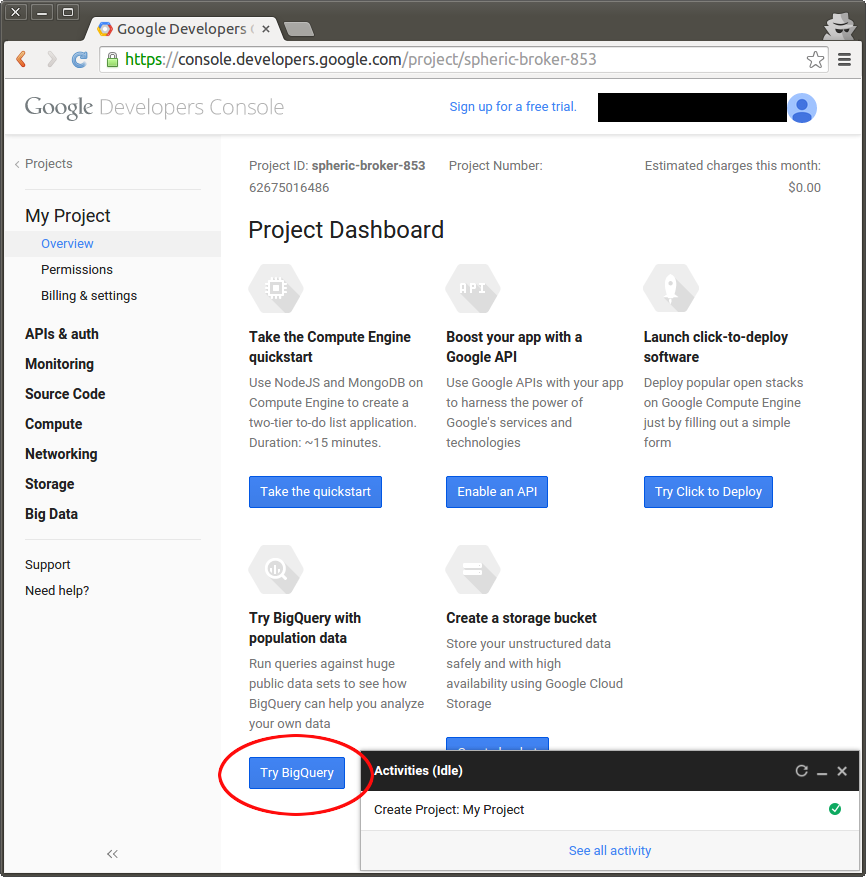 Google Developers C
https://console.developers.google.com/project/spheric-broker-853
Google Developers Console
Sign up for a free trial.
Projects
My Project
Overview
Permissions
Billing & settings
APIs & auth
Monitoring
Source Code
Compute
Networking
Storage
Big Data
Support
Need help?
Project ID: spheric-broker-853 Project Number:
62675016486
Estimated charges this month:
$0.00
Project Dashboard
Take the Compute Engine
quickstart
Use NodeJS and MongoDB on
Compute Engine to create a
two-tier to-do list application.
Duration: ~15 minutes.
Take the quickstart
API
Boost your app with a
Google API
Use Google APIs with your app
to harness the power of
Google's services and
technologies
Enable an API
Launch click-to-deploy
software
Deploy popular open stacks
on Google Compute Engine
just by filling out a simple
form
Try Click to Deploy
Try BigQuery with
population data
Run queries against huge
public data sets to see how
BigQuery can help you analyze
your own data
Try BigQuery
Create a storage bucket
Store your unstructured data
safely and with high
availability using Google Cloud
Storage
Activities (Idle)
Create Project: My Project
See all activity